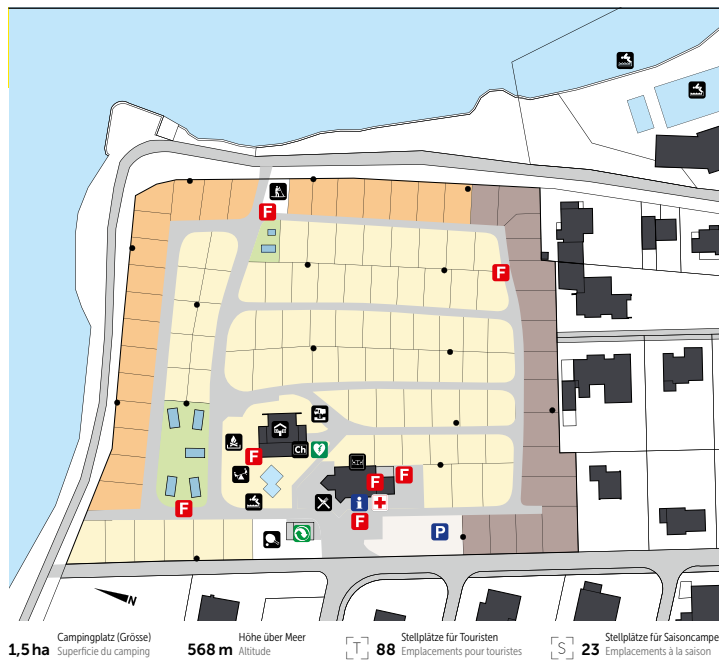 F
F
F
Ch
F
F
F
i
F
F
P
N
1,5 ha Campingplatz (Grösse)
Superficie du camping
568 m Höhe über Meer
Altitude
T 88 Stellplätze für Touristen
Emplacements pour touristes
S 23 Stellplätze für Saisoncampe
Emplacements à la saison